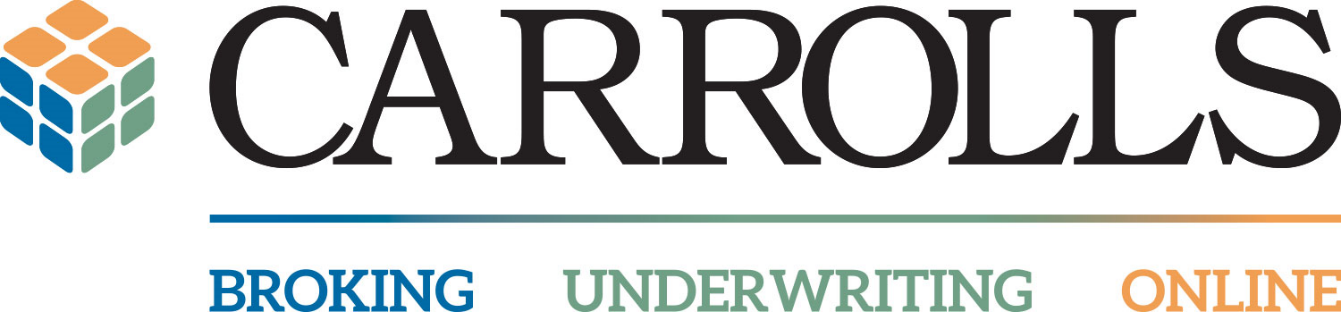 CARROLLS
BROKING UNDERWRITING ONLINE